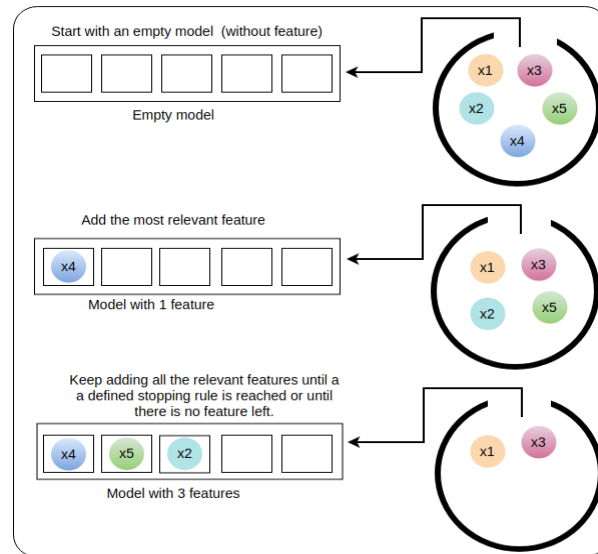 Start with an empty model (without feature)
x1
x3
x2
x5
x4
Empty model
Add the most relevant feature
x4
x1
x3
x2
x5
Model with 1 feature
Keep adding all the relevant features until a
a defined stopping rule is reached or until
there is no feature left.
x4
x5
x2
x1
x3
Model with 3 features